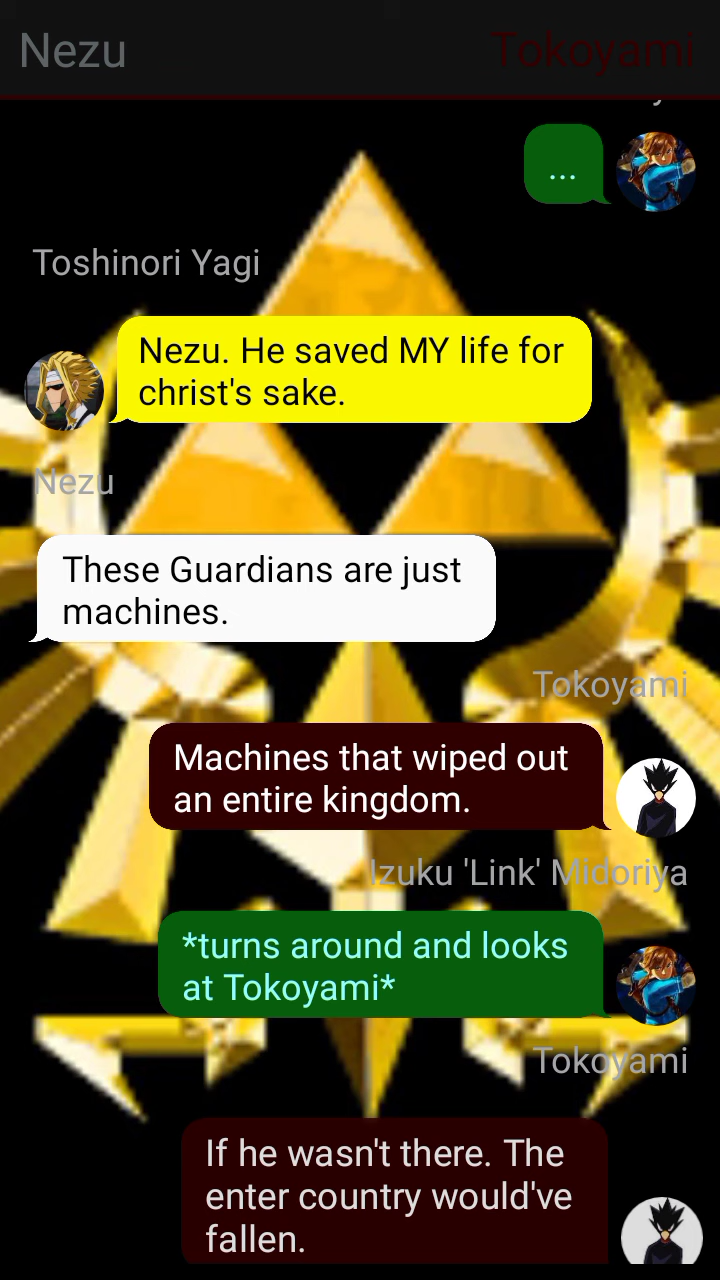 Nezu Tokoyami
...
Toshinori Yagi
Nezu. He saved MY life for
christ's sake.
Nezu
These Guardians are just
machines.
Tokoyami
Machines that wiped out
an entire kingdom.
Izuku 'Link' Midoriya
*turns around and looks
at Tokoyami*
Tokoyami
If he wasn't there. The
enter country would've
fallen.